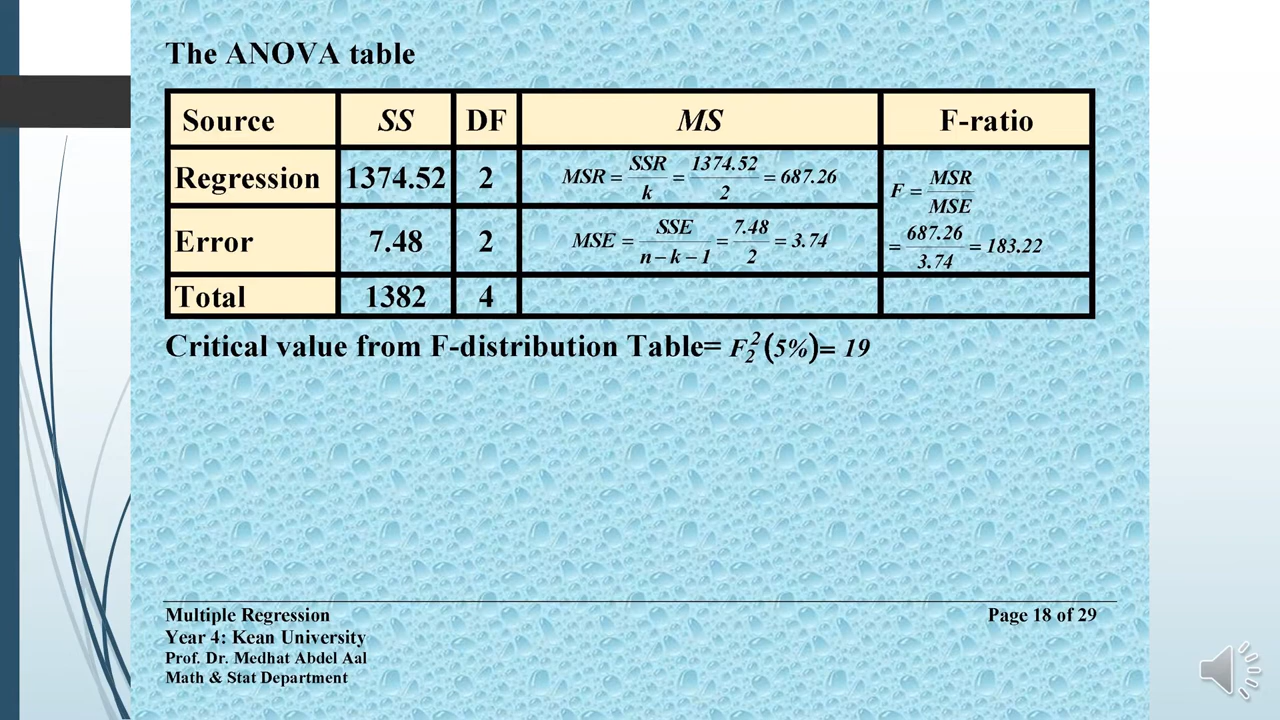 The ANOVA table
Source SS DF MS F-ratio
Regression 1374.52 2 MSR = SSR/k = 1374.52/2 = 687.26 F = MSR/MSE
Error 7.48 2 MSE = SSE/n – k – 1 = 7.48/2 = 3.74 = 687.26/3.74 = 183.22
Total 1382 4
Critical value from F-distribution Table= F₂² (5%)= 19
Multiple Regression Page 18 of 29
Year 4: Kean University
Prof. Dr. Medhat Abdel Aal
Math & Stat Department